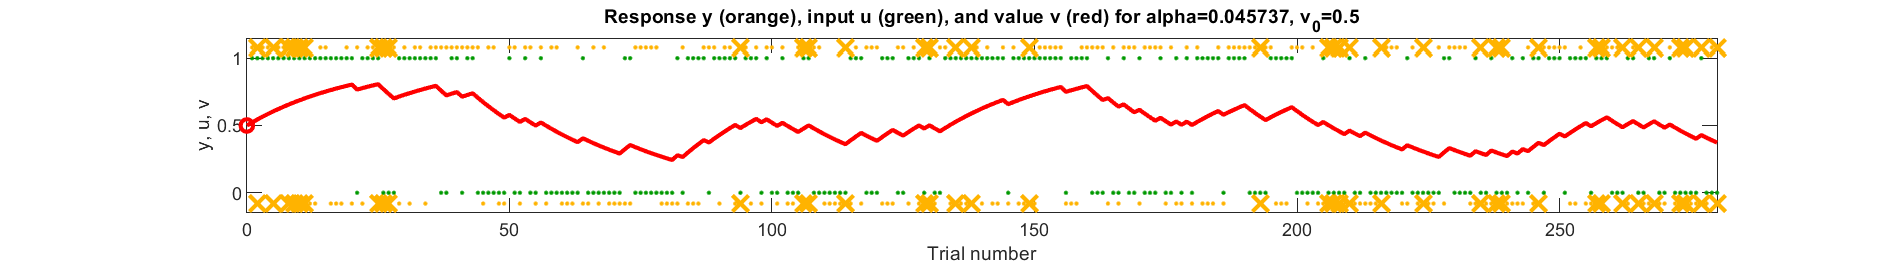 Response y (orange), input u (green), and value v (red) for alpha=0.045737, v0=0.5
1
0.5
0
y, u, v
0 50 100 150 200 250
Trial number